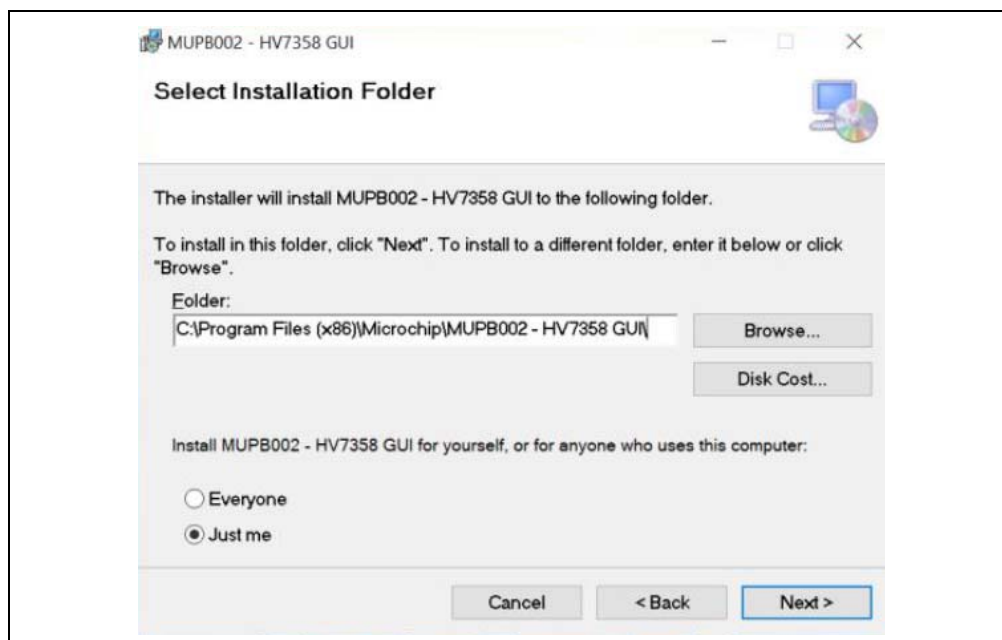 MUPB002 - HV7358 GUI
Select Installation Folder
The installer will install MUPB002 - HV7358 GUI to the following folder.
To install in this folder, click "Next". To install to a different folder, enter it below or click
"Browse".
Folder:
C:\Program Files (x86)\Microchip\MUPB002 - HV7358 GUI\
Browse...
Disk Cost...
Install MUPB002 - HV7358 GUI for yourself, or for anyone who uses this computer:
Everyone
Just me
Cancel
< Back
Next >